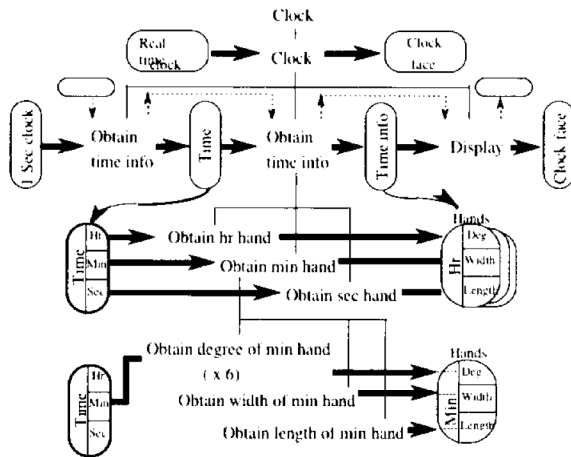 Clock
Real time clock
Clock
Clock face
1 Sec clock
Obtain time info
Time
Obtain time info
Time into
Display
Clock face
Hands
Time
Hr
Min
Sec
Obtain hr hand
Obtain min hand
Obtain sec hand
Hr
Deg
Width
Length
Obtain degree of min hand
( x 6)
Obtain width of min hand
Obtain length of min hand
Time
Hr
Min
Sec
Hands
Min
Deg
Width
Length